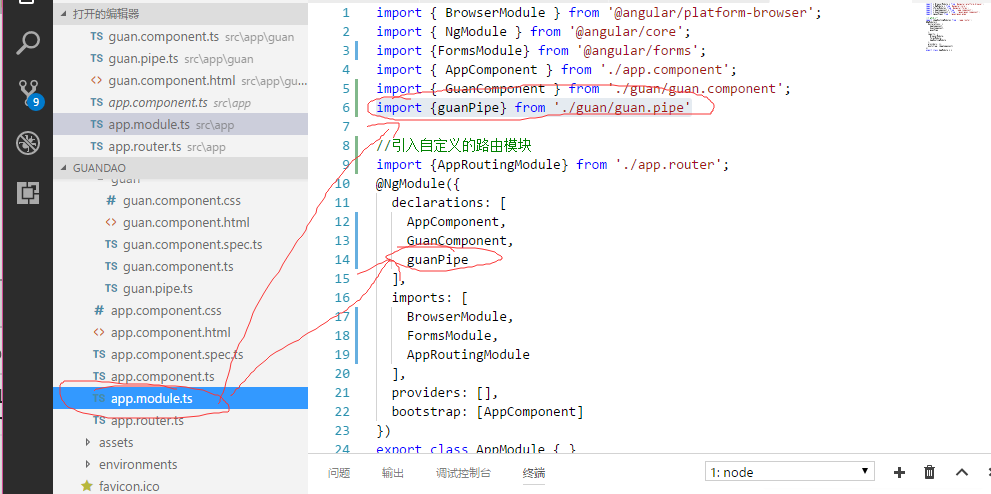 打开的编辑器
TS guan.component.ts src\app\guan
TS guan.pipe.ts src\app\guan
<> guan.component.html src\app\gu...
TS app.component.ts src\app
9
TS app.module.ts src\app
TS app.router.ts src\app
GUANDAO
guan
# guan.component.css
<> guan.component.html
TS guan.component.spec.ts
TS guan.component.ts
TS guan.pipe.ts
# app.component.css
<> app.component.html
TS app.component.spec.ts
TS app.component.ts
TS app.module.ts
TS app.router.ts
assets
environments
favicon.ico
1 import { BrowserModule } from '@angular/platform-browser';
2 import { NgModule } from '@angular/core';
3 import {FormsModule} from '@angular/forms';
4 import { AppComponent } from './app.component';
5 import { GuanComponent } from './guan/guan.component';
6 import {guanPipe} from './guan/guan.pipe'
7
8 //引入自定义的路由模块
9 import {AppRoutingModule} from './app.router';
10 @NgModule({
11 declarations: [
12 AppComponent,
13 GuanComponent,
14 guanPipe
15 ],
16 imports: [
17 BrowserModule,
18 FormsModule,
19 AppRoutingModule
20 ],
21 providers: [],
22 bootstrap: [AppComponent]
23 })
24 export class AppModule { }
问题 输出 调试控制台 终端 1: node